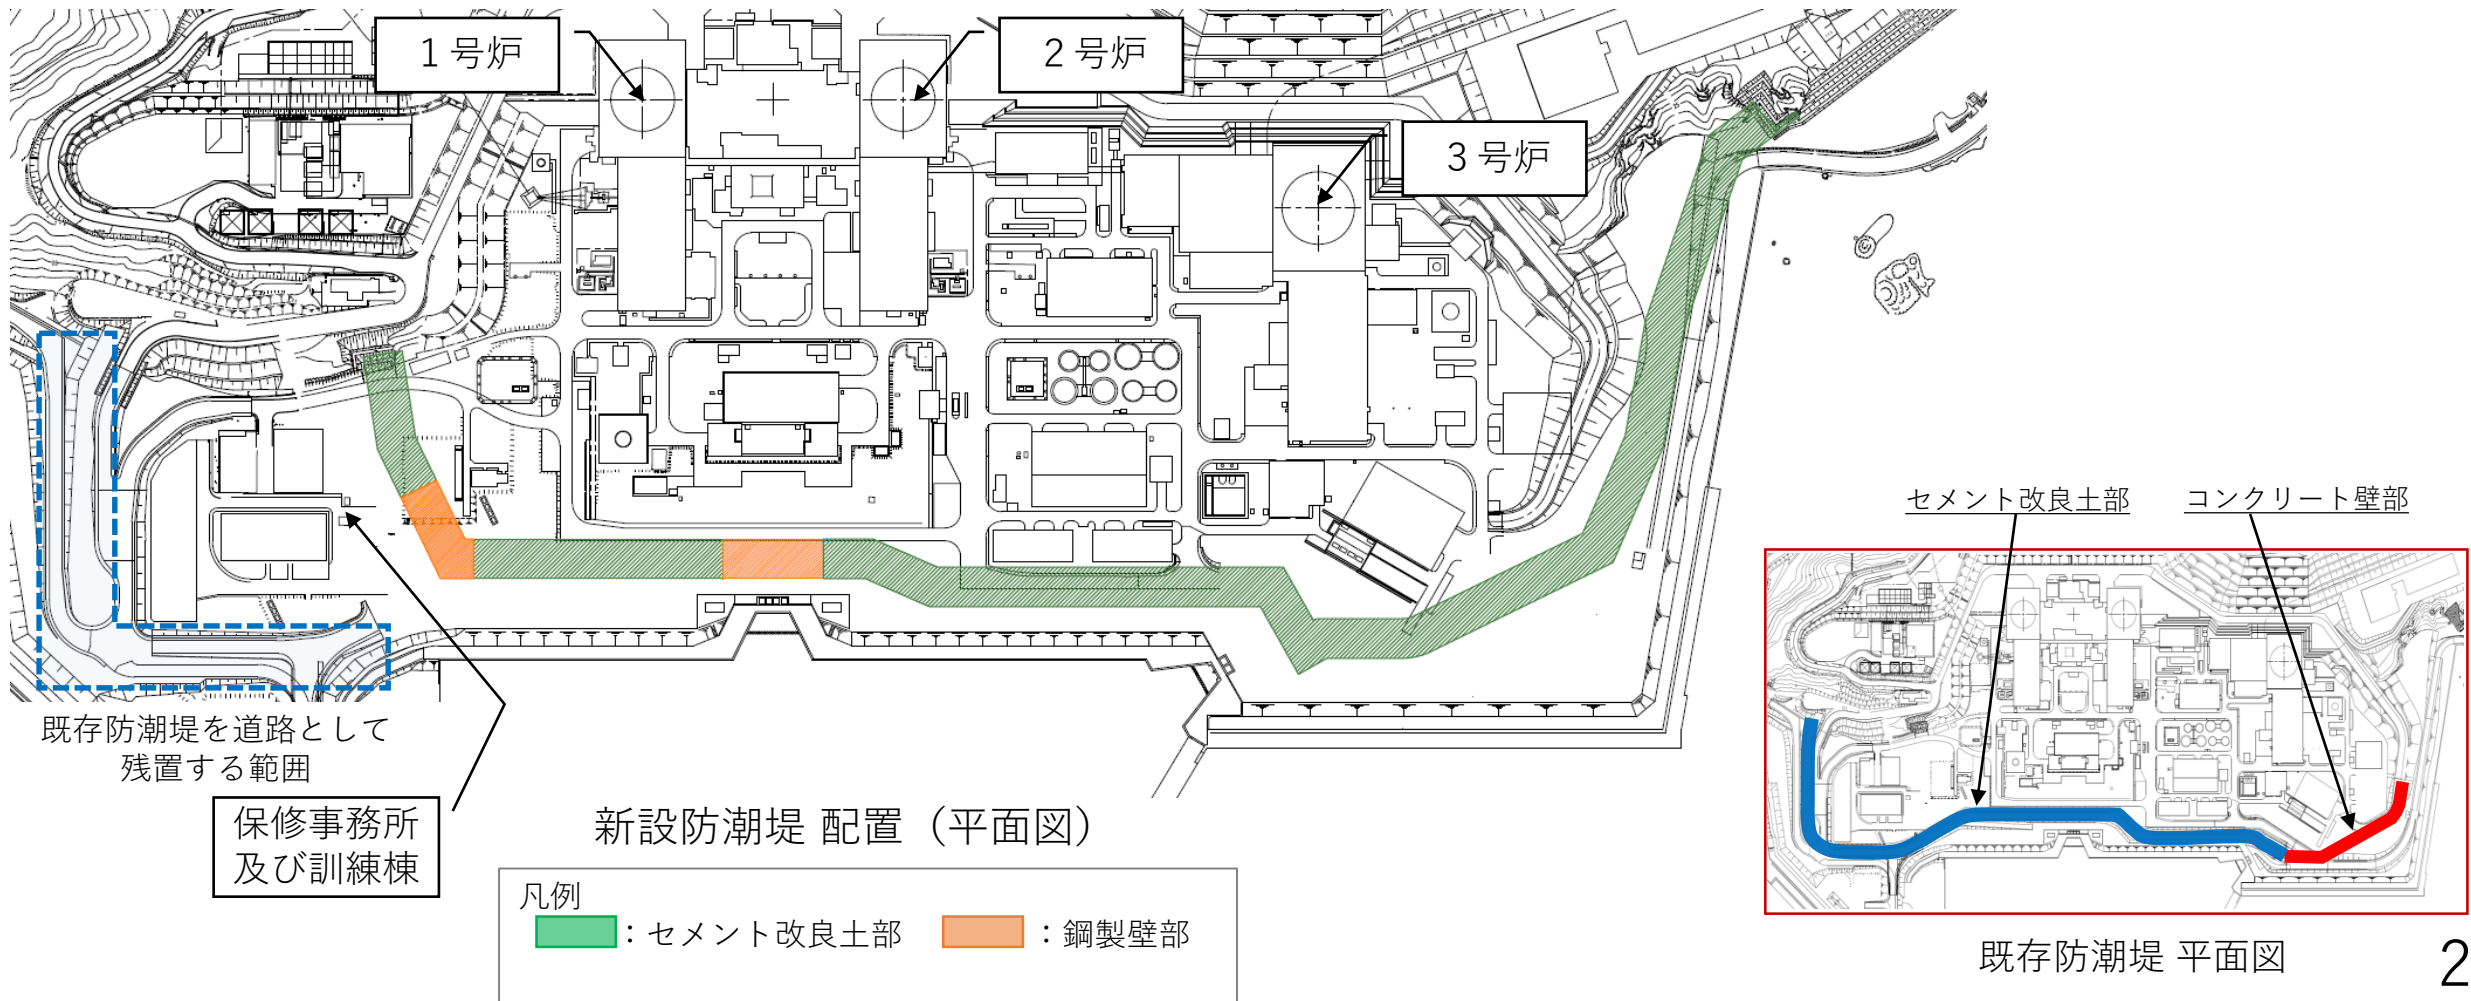 1号炉
2号炉
3号炉
既存防潮堤を道路として
残置する範囲
保修事務所
及び訓練棟
新設防潮堤 配置（平面図）
凡例
：セメント改良土部
：鋼製壁部
セメント改良土部
コンクリート壁部
既存防潮堤 平面図
2